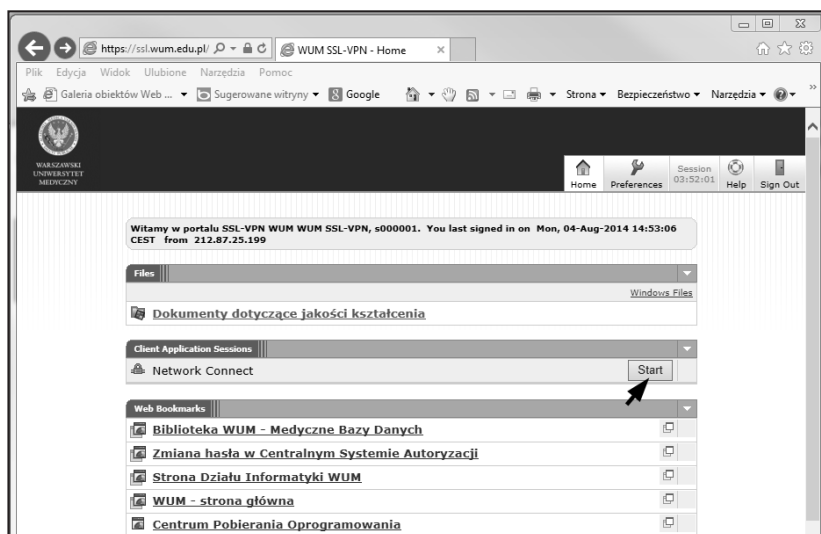 https://ssl.wum.edu.pl/
WUM SSL-VPN - Home
Plik Edycja Widok Ulubione Narzędzia Pomoc
Galeria obiektów Web ... Sugerowane witryny Google Strona Bezpieczeństwo Narzędzia
WARSZAWSKI
UNIWERSYTET
MEDYCZNY
Home Preferences Session 03:52:01 Help Sign Out
Witamy w portalu SSL-VPN WUM WUM SSL-VPN, s000001. You last signed in on Mon, 04-Aug-2014 14:53:06
CEST from 212.87.25.199
Files
Windows Files
Dokumenty dotyczące jakości kształcenia
Client Application Sessions
Network Connect Start
Web Bookmarks
Biblioteka WUM - Medyczne Bazy Danych
Zmiana hasła w Centralnym Systemie Autoryzacji
Strona Działu Informatyki WUM
WUM - strona główna
Centrum Pobierania Oprogramowania